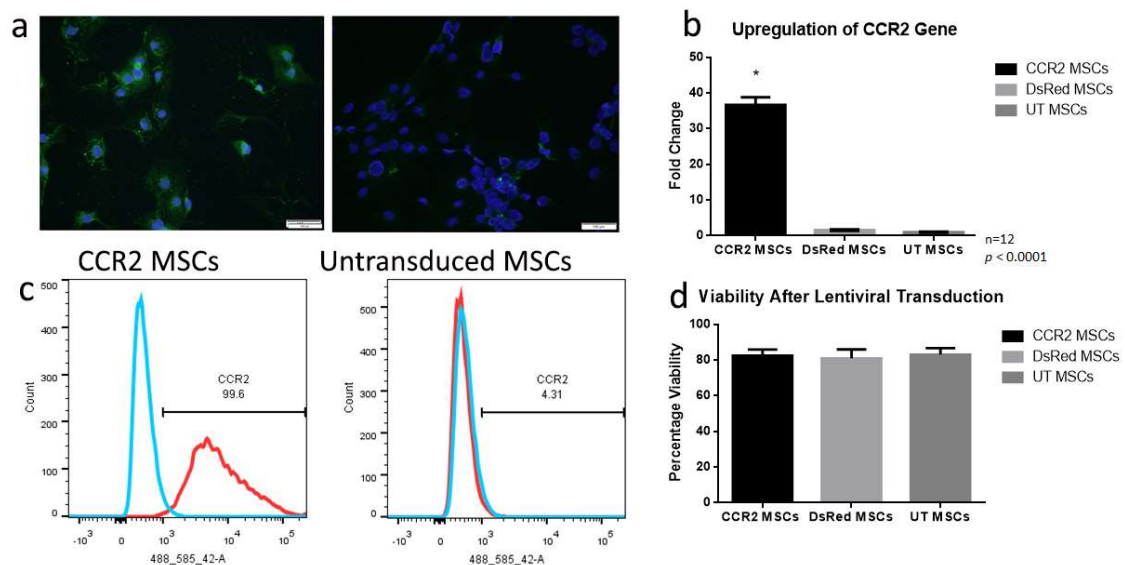 a
b
Upregulation of CCR2 Gene
50
40
30
20
10
0
Fold Change
*
CCR2 MSCs
DsRed MSCs
UT MSCs
CCR2 MSCs
DsRed MSCs
UT MSCs
n=12
p < 0.0001
CCR2 MSCs
Untransduced MSCs
c
500
400
300
200
100
0
Count
CCR2
99.6
-10³ 0 10³ 10⁴ 10⁵
488_585_42-A
500
400
300
200
100
0
Count
CCR2
4.31
-10³ 0 10³ 10⁴ 10⁵
488_585_42-A
d
Viability After Lentiviral Transduction
100
80
60
40
20
0
Percentage Viability
CCR2 MSCs
DsRed MSCs
UT MSCs
CCR2 MSCs
DsRed MSCs
UT MSCs